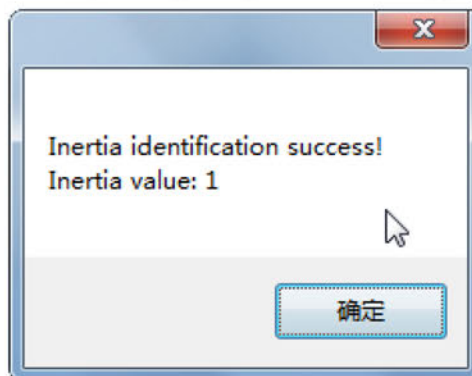 Inertia identification success!
Inertia value: 1
确定